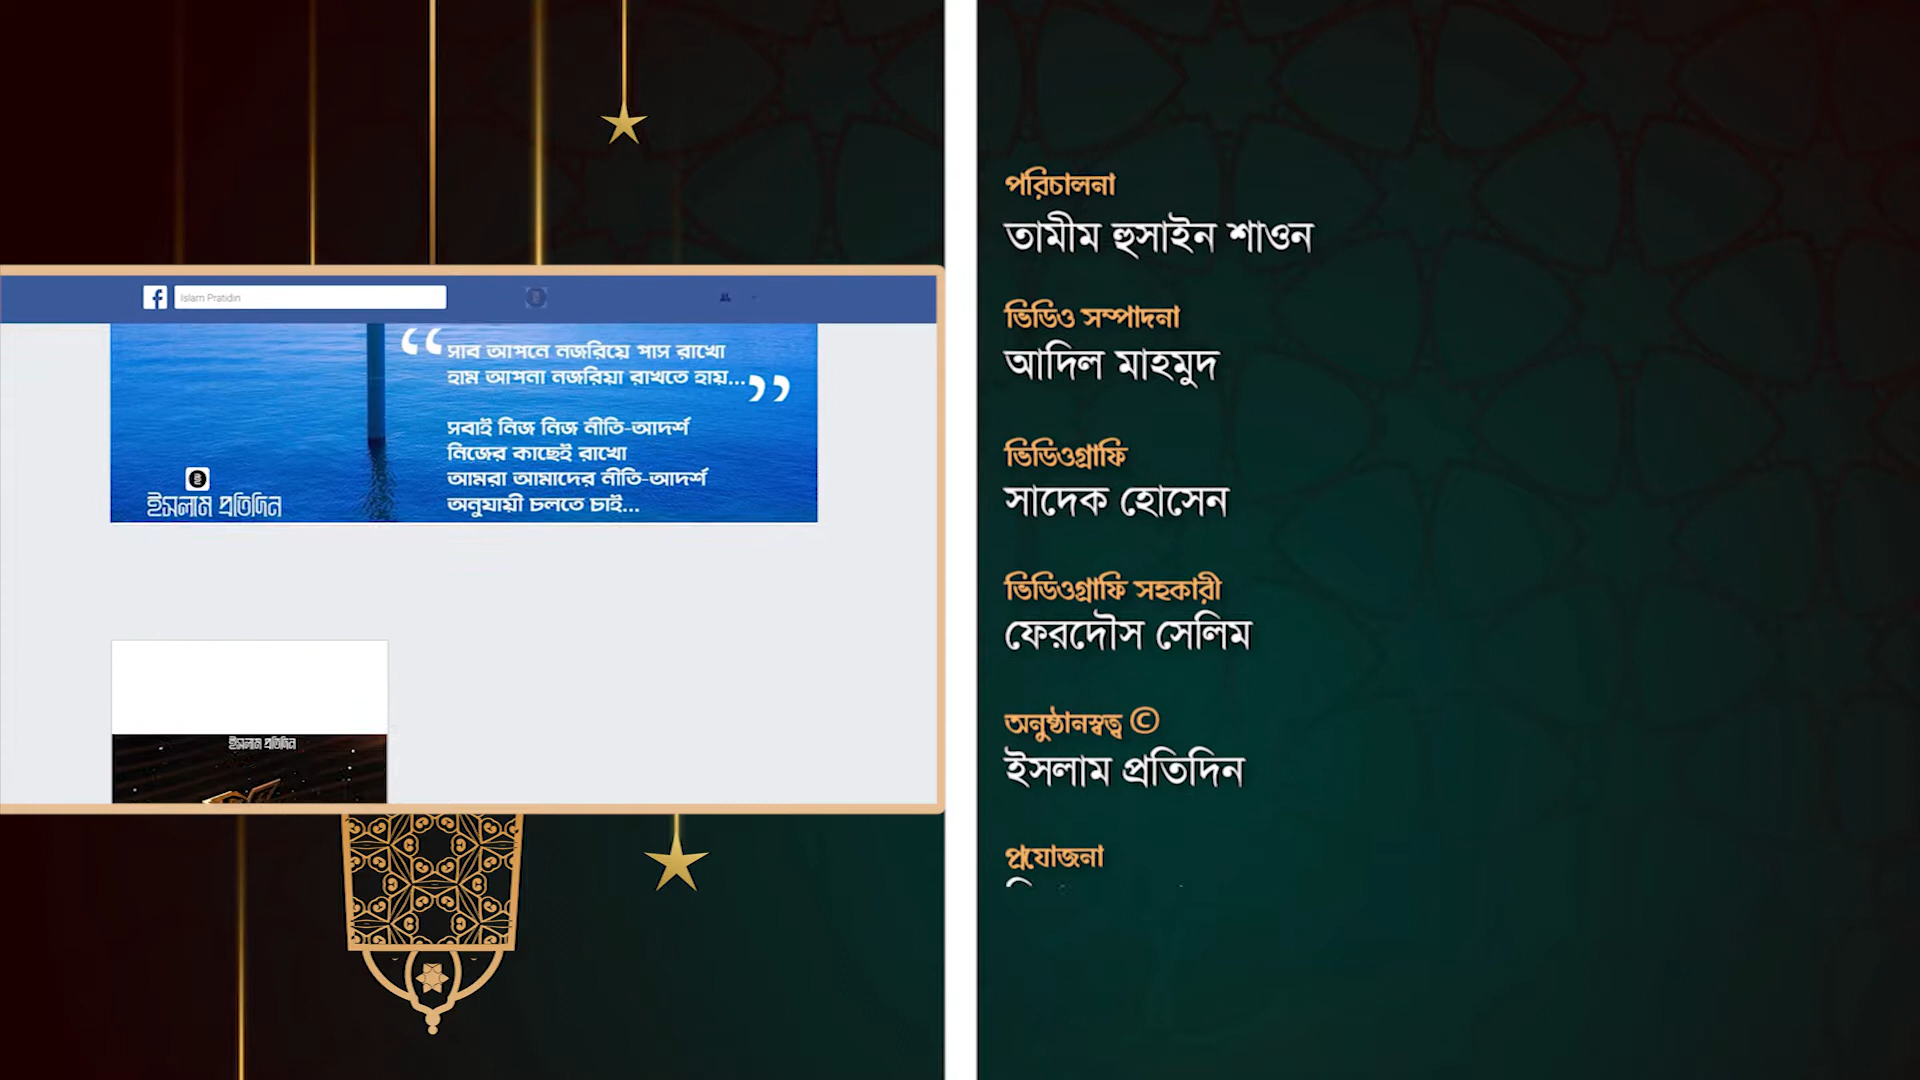 Islam Pratidin
সাব আপনে নজরিয়ে পাস রাখো
হাম আপনা নজরিয়া রাখতে হায়...
সবাই নিজ নিজ নীতি-আদর্শ
নিজের কাছেই রাখো
আমরা আমাদের নীতি-আদর্শ
অনুযায়ী চলতে চাই...
ইসলাম প্রতিদিন
ইসলাম প্রতিদিন
পরিচালনা
তামীম হুসাইন শাওন
ভিডিও সম্পাদনা
আদিল মাহমুদ
ভিডিওগ্রাফি
সাদেক হোসেন
ভিডিওগ্রাফি সহকারী
ফেরদৌস সেলিম
অনুষ্ঠানস্বত্ব ©
ইসলাম প্রতিদিন
প্রযোজনা